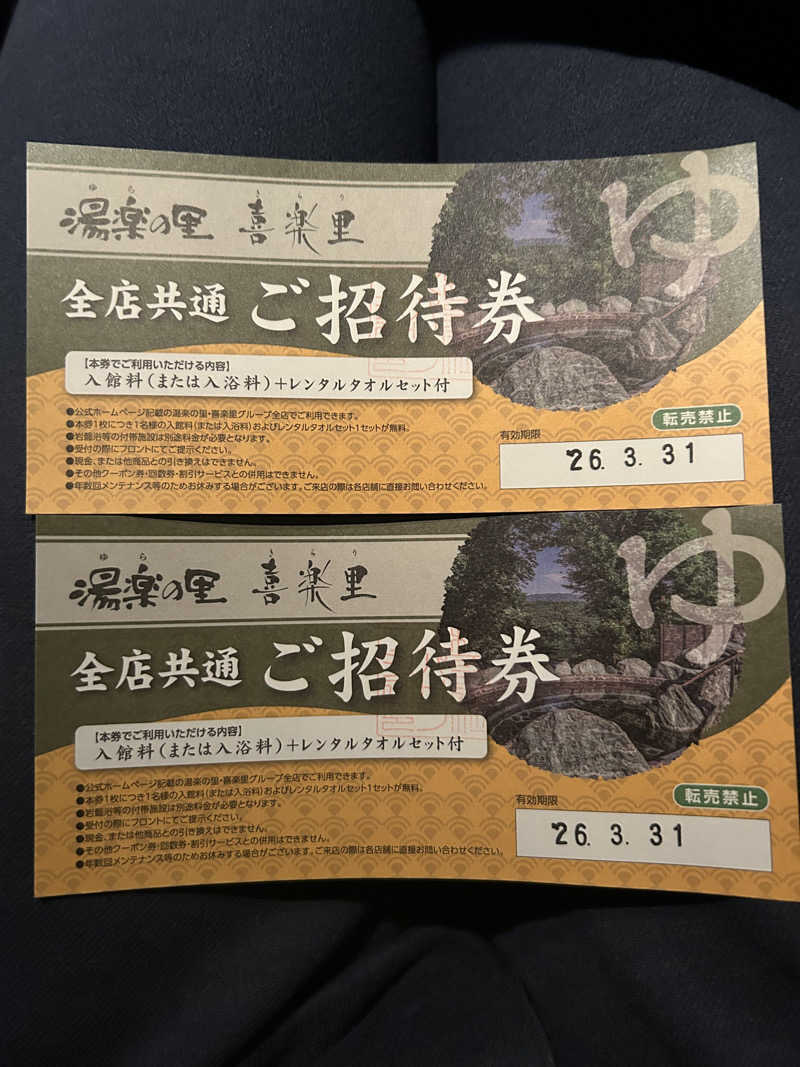 ゆ ら き ら り
湯楽の里 喜楽里
ゆ
全店共通 ご招待券
【本券でご利用いただける内容】
入館料(または入浴料)+レンタルタオルセット付
●公式ホームページ記載の湯楽の里・喜楽里グループ全店でご利用できます。
●本券1枚につき1名様の入館料(または入浴料)およびレンタルタオルセット1セットが無料。
●岩盤浴等の付帯施設は別途料金が必要となります。
●受付の際にフロントにてご提示ください。
●現金、または他商品との引き換えはできません。
●その他クーポン券・回数券・割引サービスとの併用はできません。
●年数回メンテナンス等のためお休みする場合がございます。ご来店の際は各店舗に直接お問い合わせください。
転売禁止
有効期限
'26. 3. 31
ゆ ら き ら り
湯楽の里 喜楽里
ゆ
全店共通 ご招待券
【本券でご利用いただける内容】
入館料(または入浴料)+レンタルタオルセット付
●公式ホームページ記載の湯楽の里・喜楽里グループ全店でご利用できます。
●本券1枚につき1名様の入館料(または入浴料)およびレンタルタオルセット1セットが無料。
●岩盤浴等の付帯施設は別途料金が必要となります。
●受付の際にフロントにてご提示ください。
●現金、または他商品との引き換えはできません。
●その他クーポン券・回数券・割引サービスとの併用はできません。
●年数回メンテナンス等のためお休みする場合がございます。ご来店の際は各店舗に直接お問い合わせください。
転売禁止
有効期限
'26. 3. 31